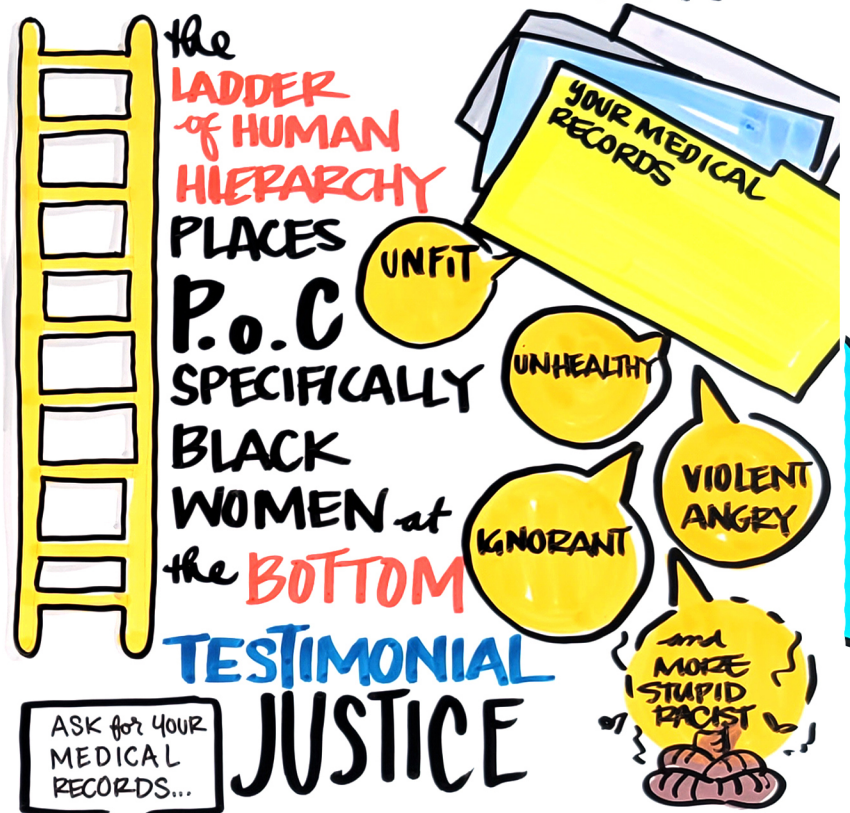 the
LADDER
of HUMAN
HIERARCHY
PLACES
P.o.C
SPECIFICALLY
BLACK
WOMEN at
the BOTTOM
TESTIMONIAL
JUSTICE
ASK for YOUR
MEDICAL
RECORDS...
YOUR MEDICAL
RECORDS
UNFIT
UNHEALTHY
VIOLENT
ANGRY
IGNORANT
and
MORE
STUPID
RACIST